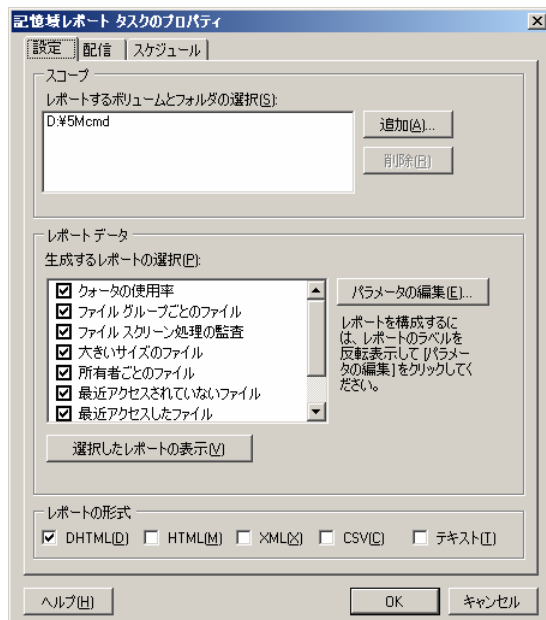 記憶域レポート タスクのプロパティ
設定 配信 スケジュール
スコープ
レポートするボリュームとフォルダの選択(S):
D:¥5Mcmd
追加(A)...
削除(R)
レポート データ
生成するレポートの選択(P):
クォータの使用率
ファイル グループごとのファイル
ファイル スクリーン処理の監査
大きいサイズのファイル
所有者ごとのファイル
最近アクセスされていないファイル
最近アクセスしたファイル
パラメータの編集(E)...
レポートを構成するに
は、レポートのラベルを
反転表示して [パラメー
タの編集] をクリックしてく
ださい。
選択したレポートの表示(V)
レポートの形式
DHTML(D) HTML(M) XML(X) CSV(C) テキスト(T)
ヘルプ(H) OK キャンセル